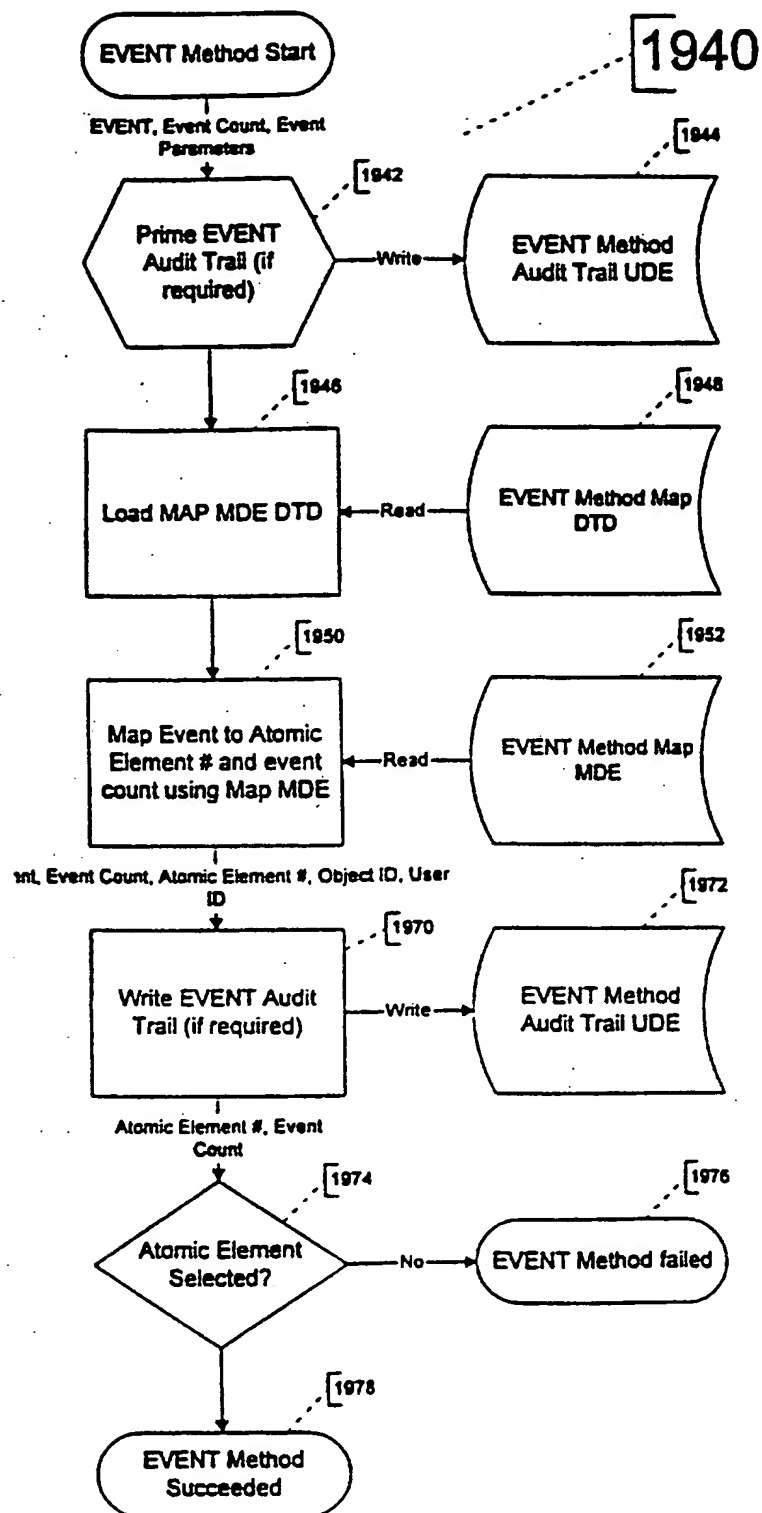 EVENT Method Start
1940
EVENT, Event Count, Event
Parameters
1942
1944
Prime EVENT
Audit Trail (if
required)
Write
EVENT Method
Audit Trail UDE
1946
1948
Load MAP MDE DTD
Read
EVENT Method Map
DTD
1950
1952
Map Event to Atomic
Element # and event
count using Map MDE
Read
EVENT Method Map
MDE
nt, Event Count, Atomic Element #, Object ID, User
ID
1970
1972
Write EVENT Audit
Trail (if required)
Write
EVENT Method
Audit Trail UDE
Atomic Element #, Event
Count
1974
1976
Atomic Element
Selected?
No
EVENT Method failed
1978
EVENT Method
Succeeded